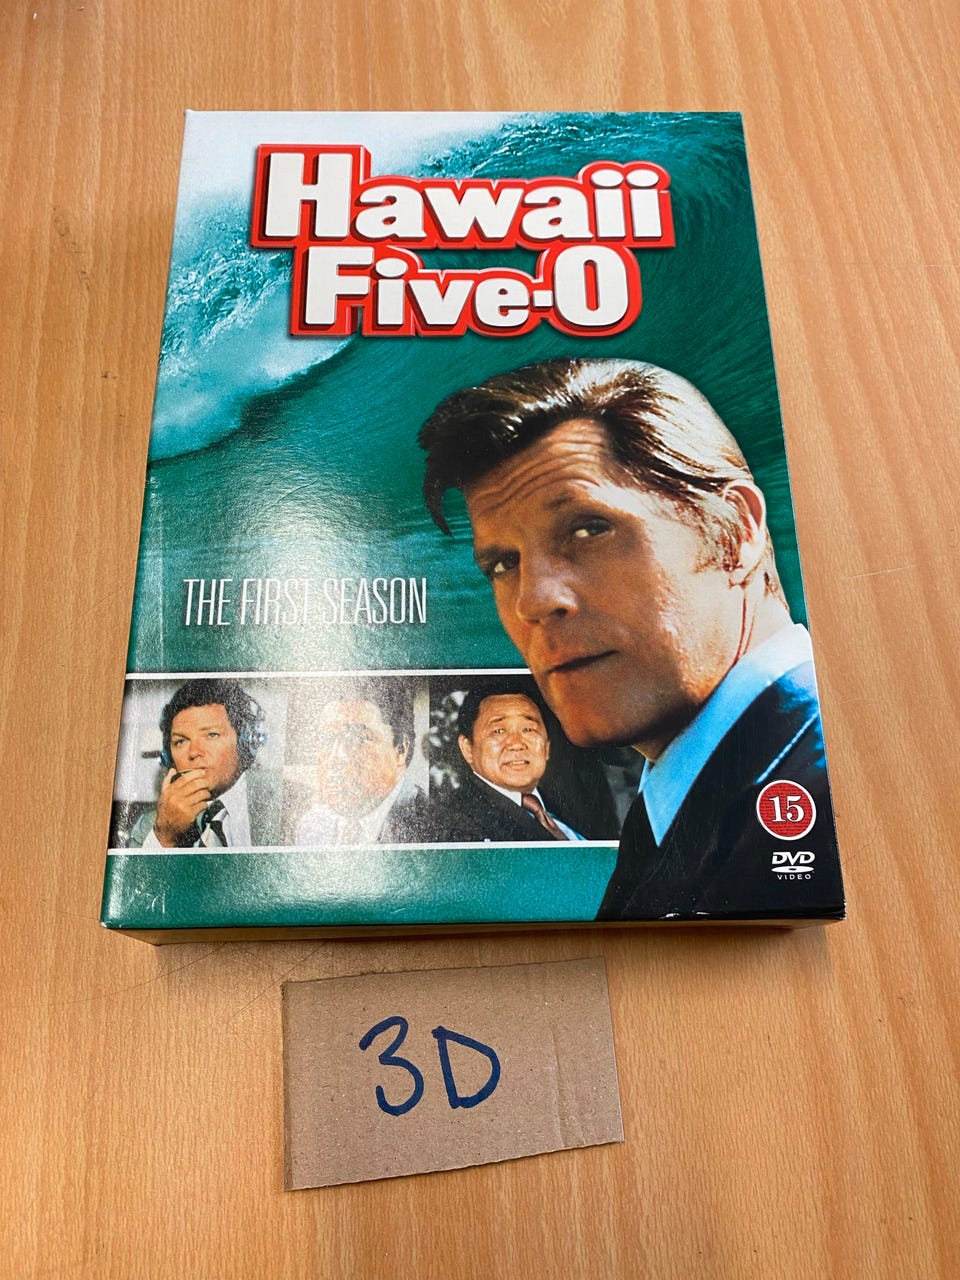 Hawaii
Five-O
THE FIRST SEASON
15
DVD
VIDEO
3D